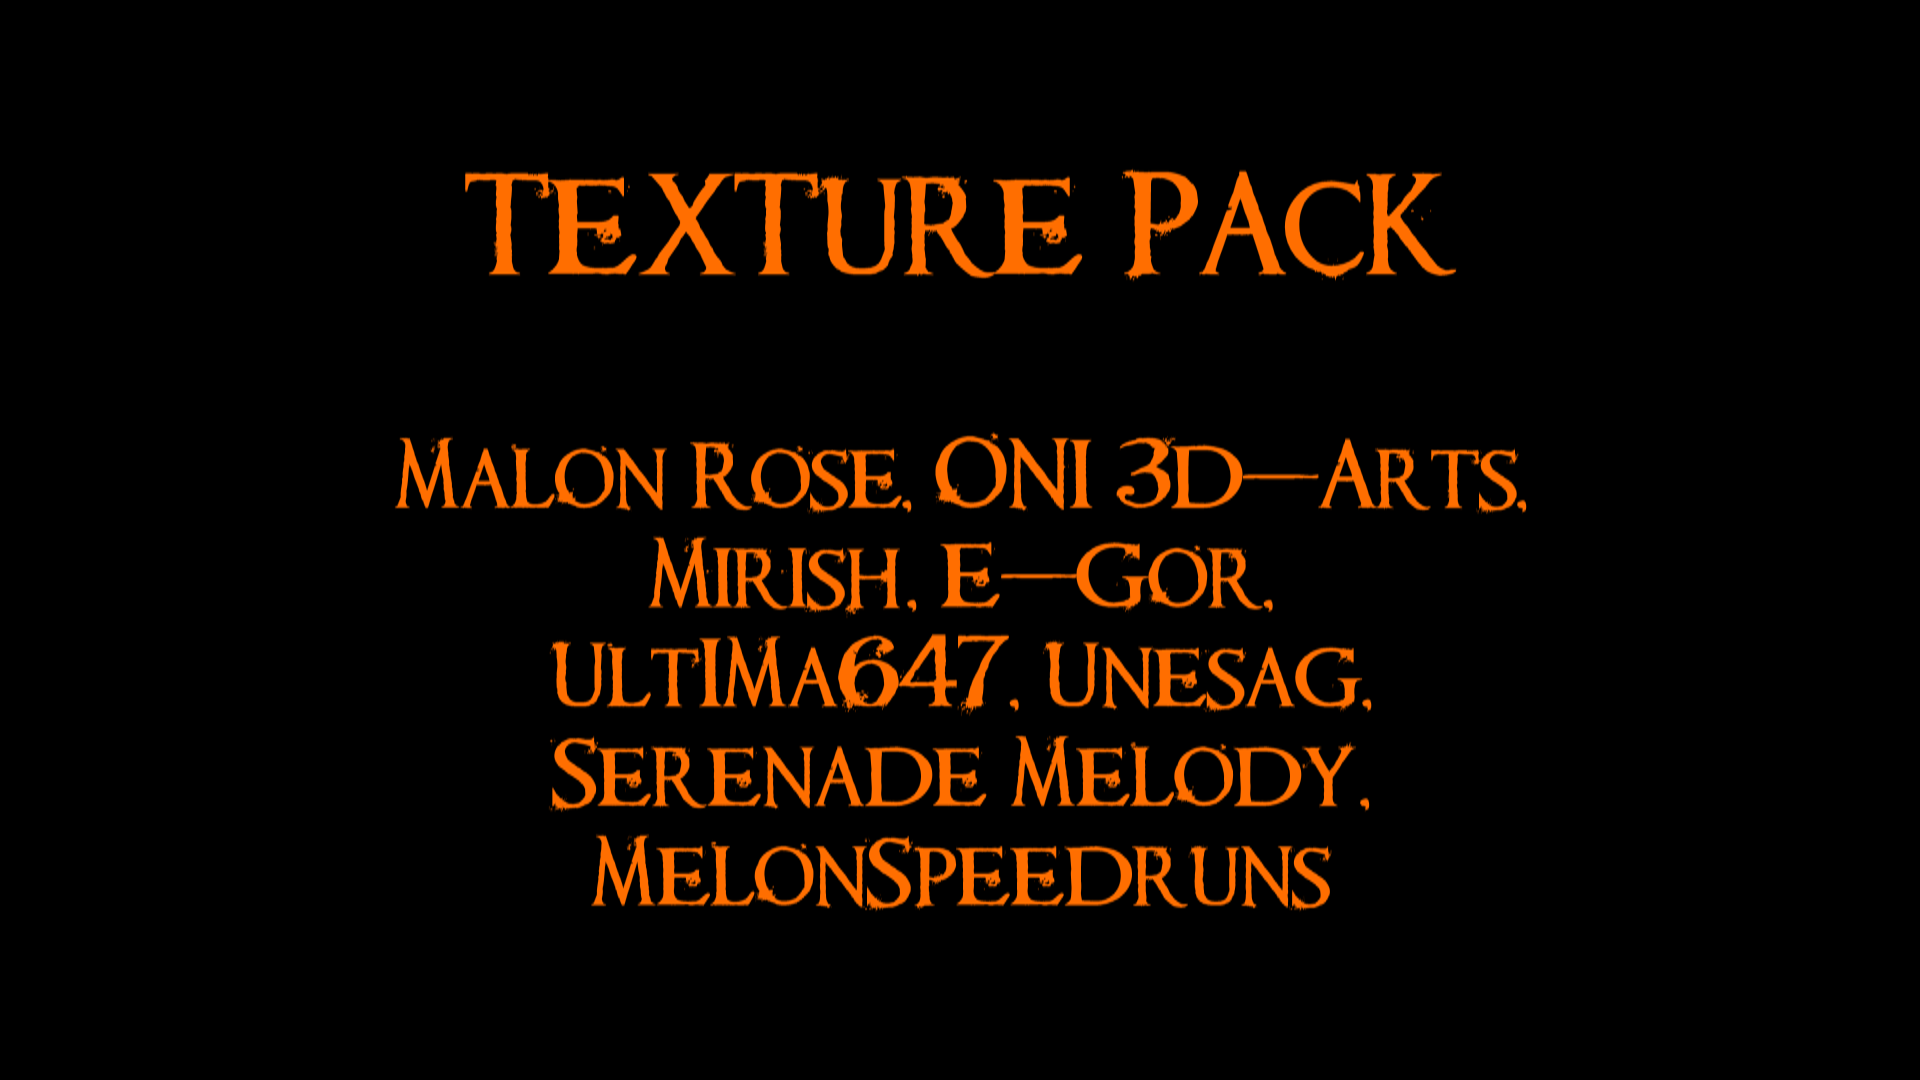 Texture Pack
Malon Rose, ONI 3D-Arts,
Mirish, E-Gor,
UltIMa647, Unesag,
Serenade Melody,
MelonSpeedruns